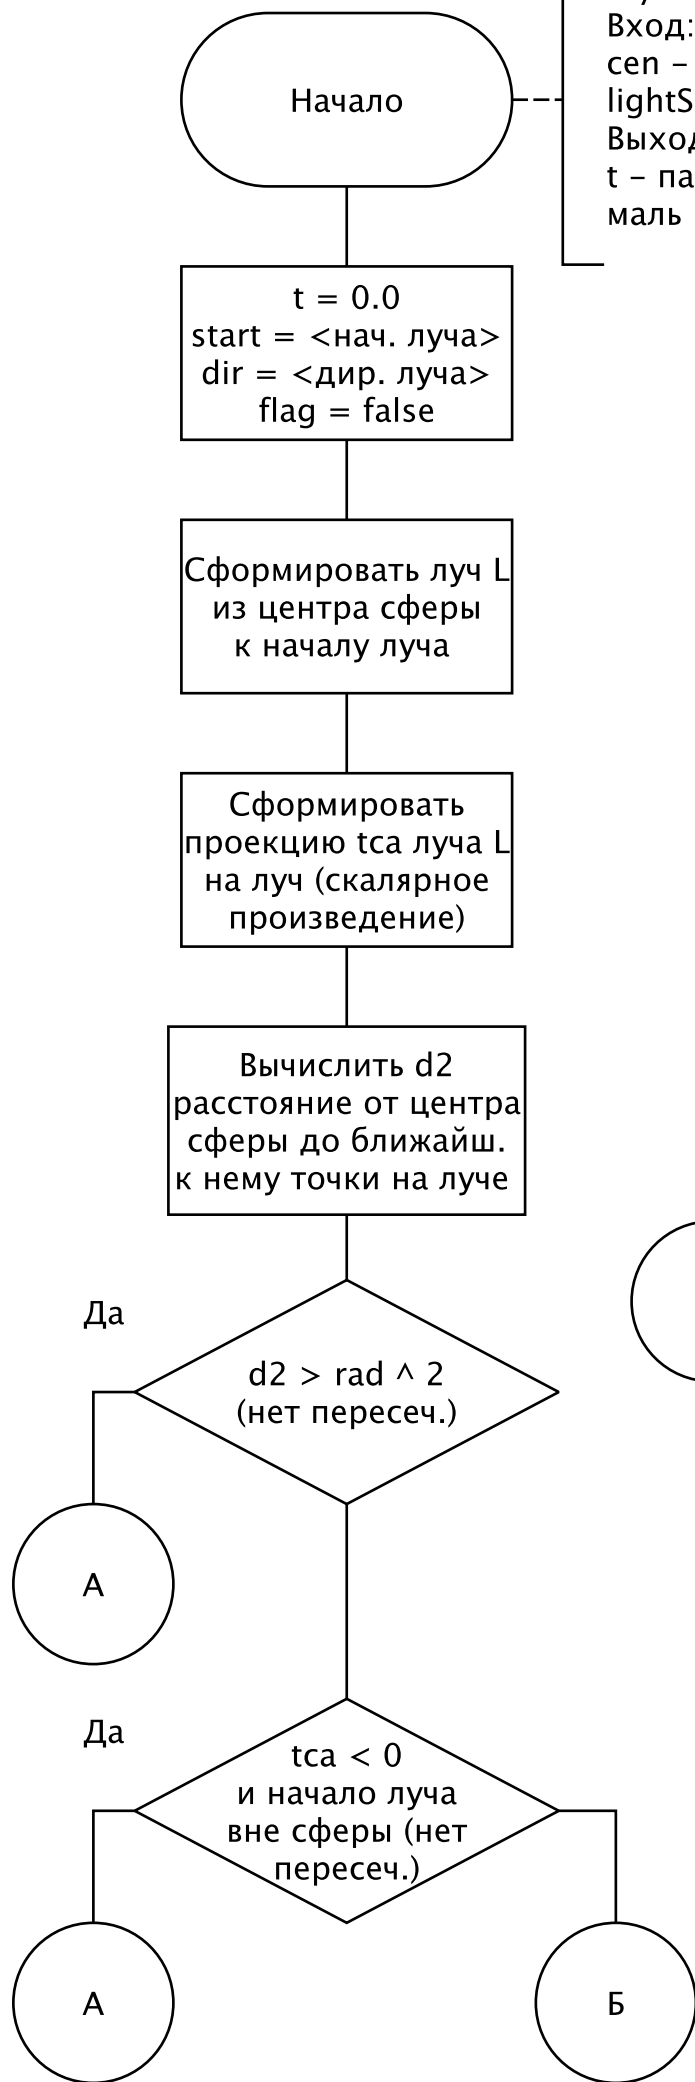 Начало
Вход:
cen –
t – па
маль
t = 0.0
start = <нач. луча>
dir = <дир. луча>
flag = false
Сформировать луч L
из центра сферы
к началу луча
Сформировать
проекцию tca луча L
на луч (скалярное
произведение)
Вычислить d2
расстояние от центра
сферы до ближайш.
к нему точки на луче
Да
d2 > rad ^ 2
(нет пересеч.)
А
Да
tca < 0
и начало луча
вне сферы (нет
пересеч.)
А
Б